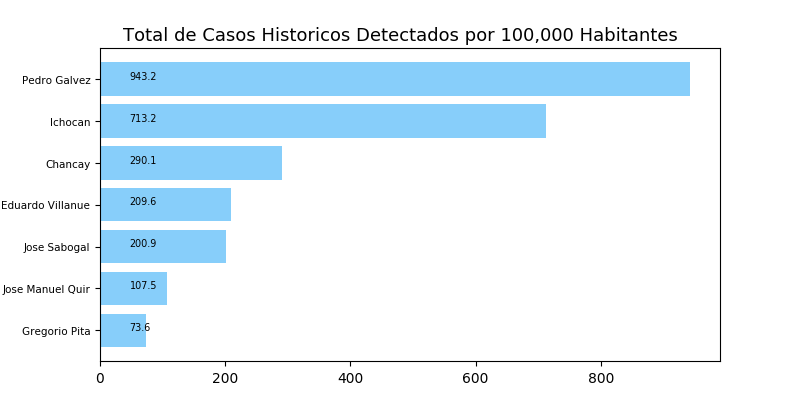 Total de Casos Historicos Detectados por 100,000 Habitantes
Pedro Galvez 943.2
Ichocan 713.2
Chancay 290.1
Eduardo Villanue 209.6
Jose Sabogal 200.9
Jose Manuel Quir 107.5
Gregorio Pita 73.6
0 200 400 600 800